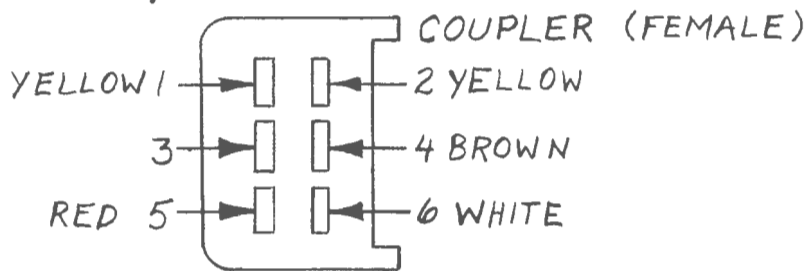 COUPLER (FEMALE)
YELLOW 1 2 YELLOW
3 4 BROWN
RED 5 6 WHITE